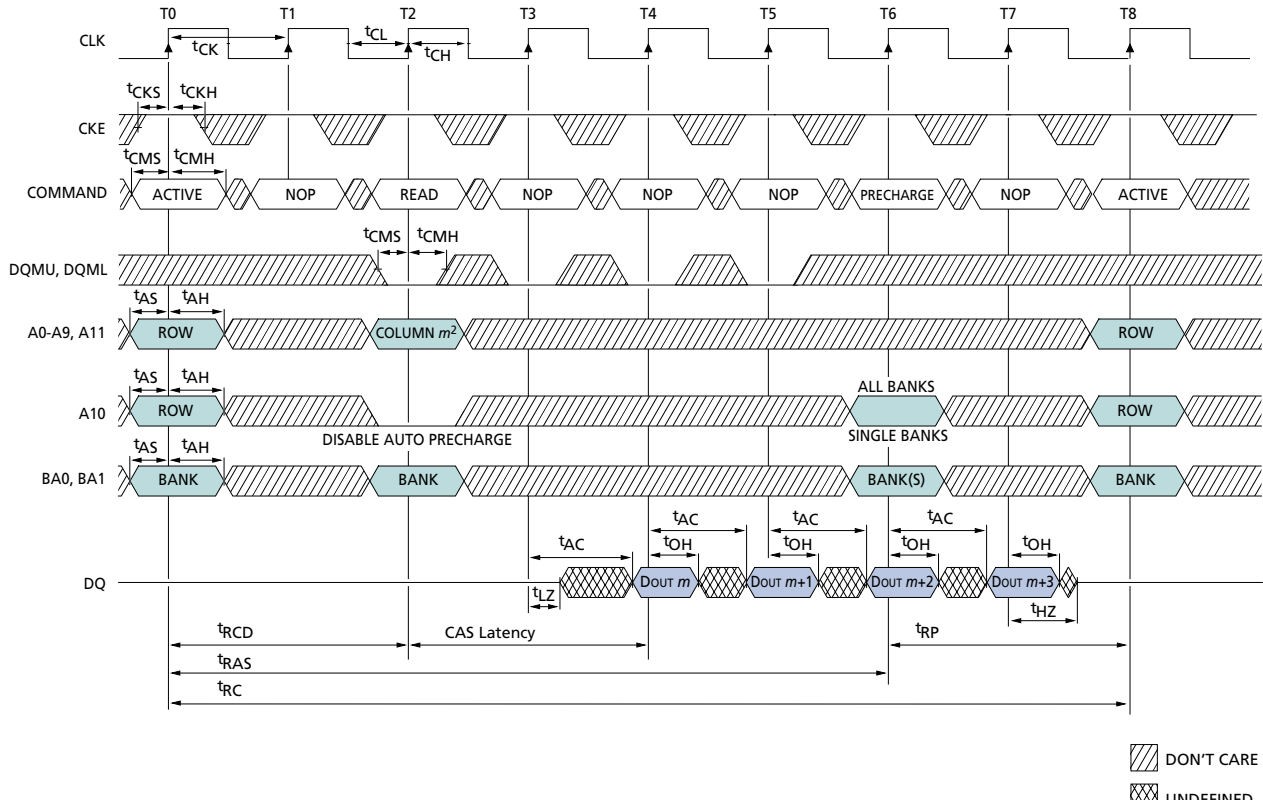 T0 T1 T2 T3 T4 T5 T6 T7 T8
CLK tCK tCL tCH
tCKS tCKH
CKE
tCMS tCMH
COMMAND ACTIVE NOP READ NOP NOP NOP PRECHARGE NOP ACTIVE
tCMS tCMH
DQMU, DQML
tAS tAH
A0-A9, A11 ROW COLUMN m² ROW
tAS tAH ALL BANKS
A10 ROW ROW
DISABLE AUTO PRECHARGE SINGLE BANKS
tAS tAH
BA0, BA1 BANK BANK BANK(S) BANK
tAC tAC tAC tAC
tOH tOH tOH tOH
DQ DOUT m DOUT m+1 DOUT m+2 DOUT m+3
tLZ tHZ
tRCD CAS Latency tRP
tRAS
tRC
DON'T CARE
UNDEFINED